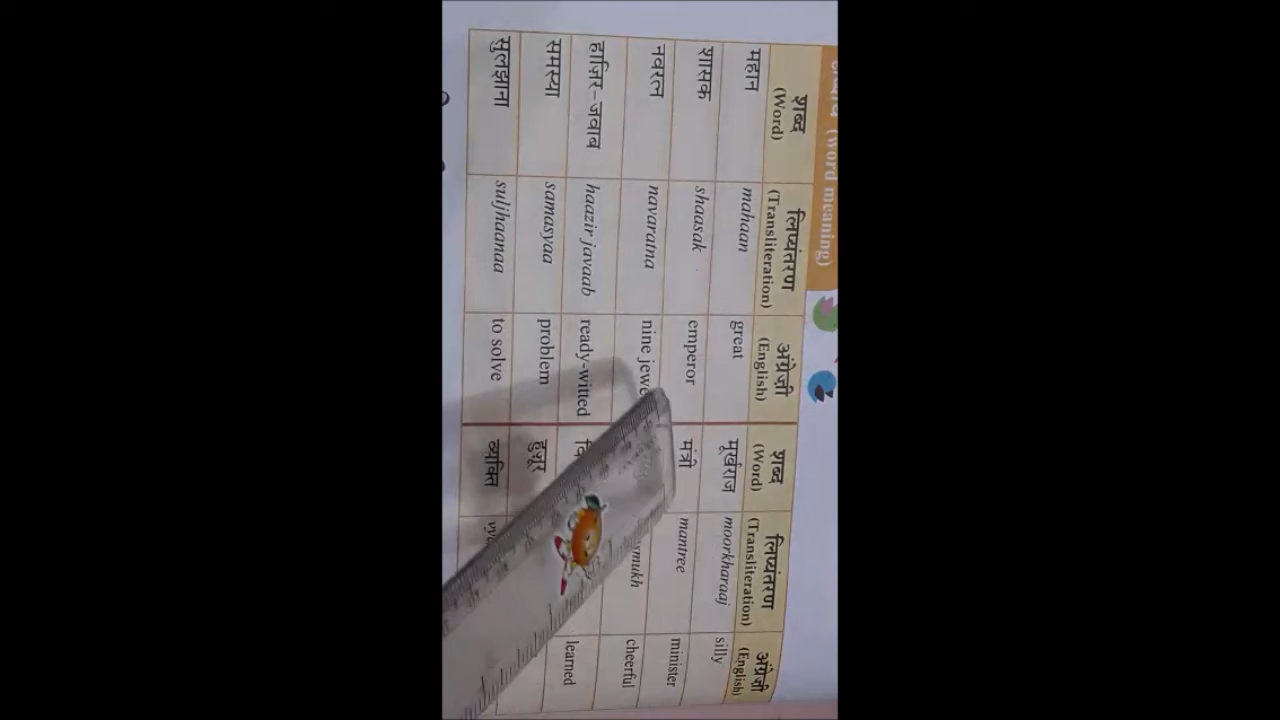 (Word meaning)
शब्द (Word) लिप्यंतरण (Transliteration) अंग्रेज़ी (English) शब्द (Word) लिप्यंतरण (Transliteration) अंग्रेज़ी (English)
महान mahaan great मूर्खराज moorkharaaj silly
शासक shaasak emperor मंत्री mantree minister
नवरत्न navaratna nine cheerful
हाज़िर-जवाब haazir javaab ready-witted learned
समस्या samasyaa problem हुज़ूर
सुलझाना suljhaanaa to solve व्यक्ति